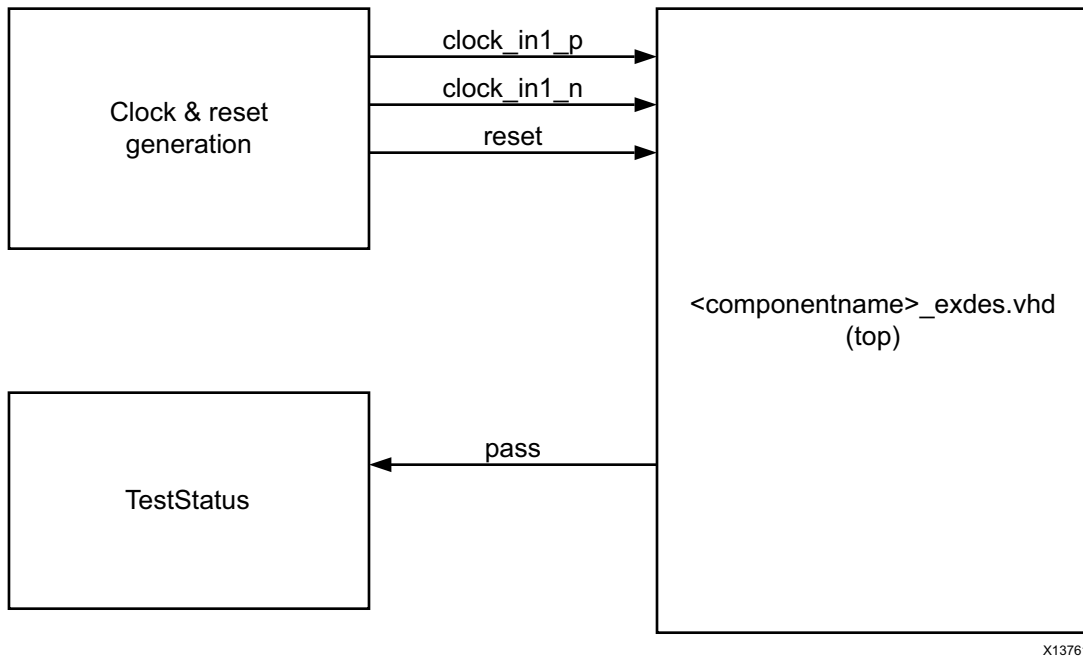 clock_in1_p
clock_in1_n
Clock & reset
generation
reset
<componentname>_exdes.vhd
(top)
pass
TestStatus
X1376